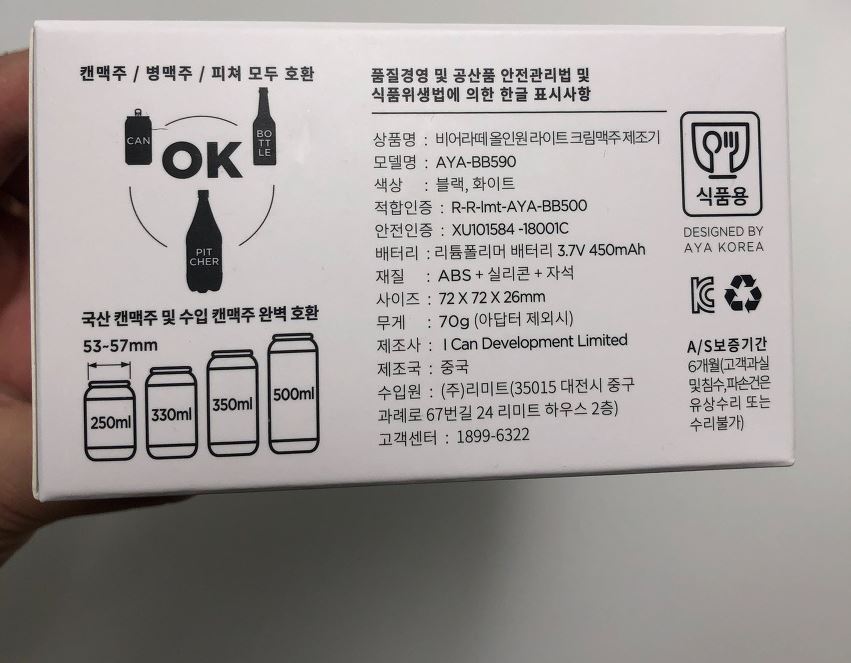 캔맥주 / 병맥주 / 피쳐 모두 호환
CAN
OK
BO
TT
LE
PIT
CHER
국산 캔맥주 및 수입 캔맥주 완벽 호환
53~57mm
250ml
330ml
350ml
500ml
품질경영 및 공산품 안전관리법 및
식품위생법에 의한 한글 표시사항
상품명 : 비어라떼 올인원 라이트 크림맥주 제조기
모델명 : AYA-BB590
색상 : 블랙, 화이트
적합인증 : R-R-lmt-AYA-BB500
안전인증 : XU101584 -18001C
배터리 : 리튬폴리머 배터리 3.7V 450mAh
재질 : ABS + 실리콘 + 자석
사이즈 : 72 X 72 X 26mm
무게 : 70g (아답터 제외시)
제조사 : I Can Development Limited
제조국 : 중국
수입원 : (주)리미트(35015 대전시 중구
과례로 67번길 24 리미트 하우스 2층)
고객센터 : 1899-6322
식품용
DESIGNED BY
AYA KOREA
A/S보증기간
6개월(고객과실
및침수,파손건은
유상수리 또는
수리불가)